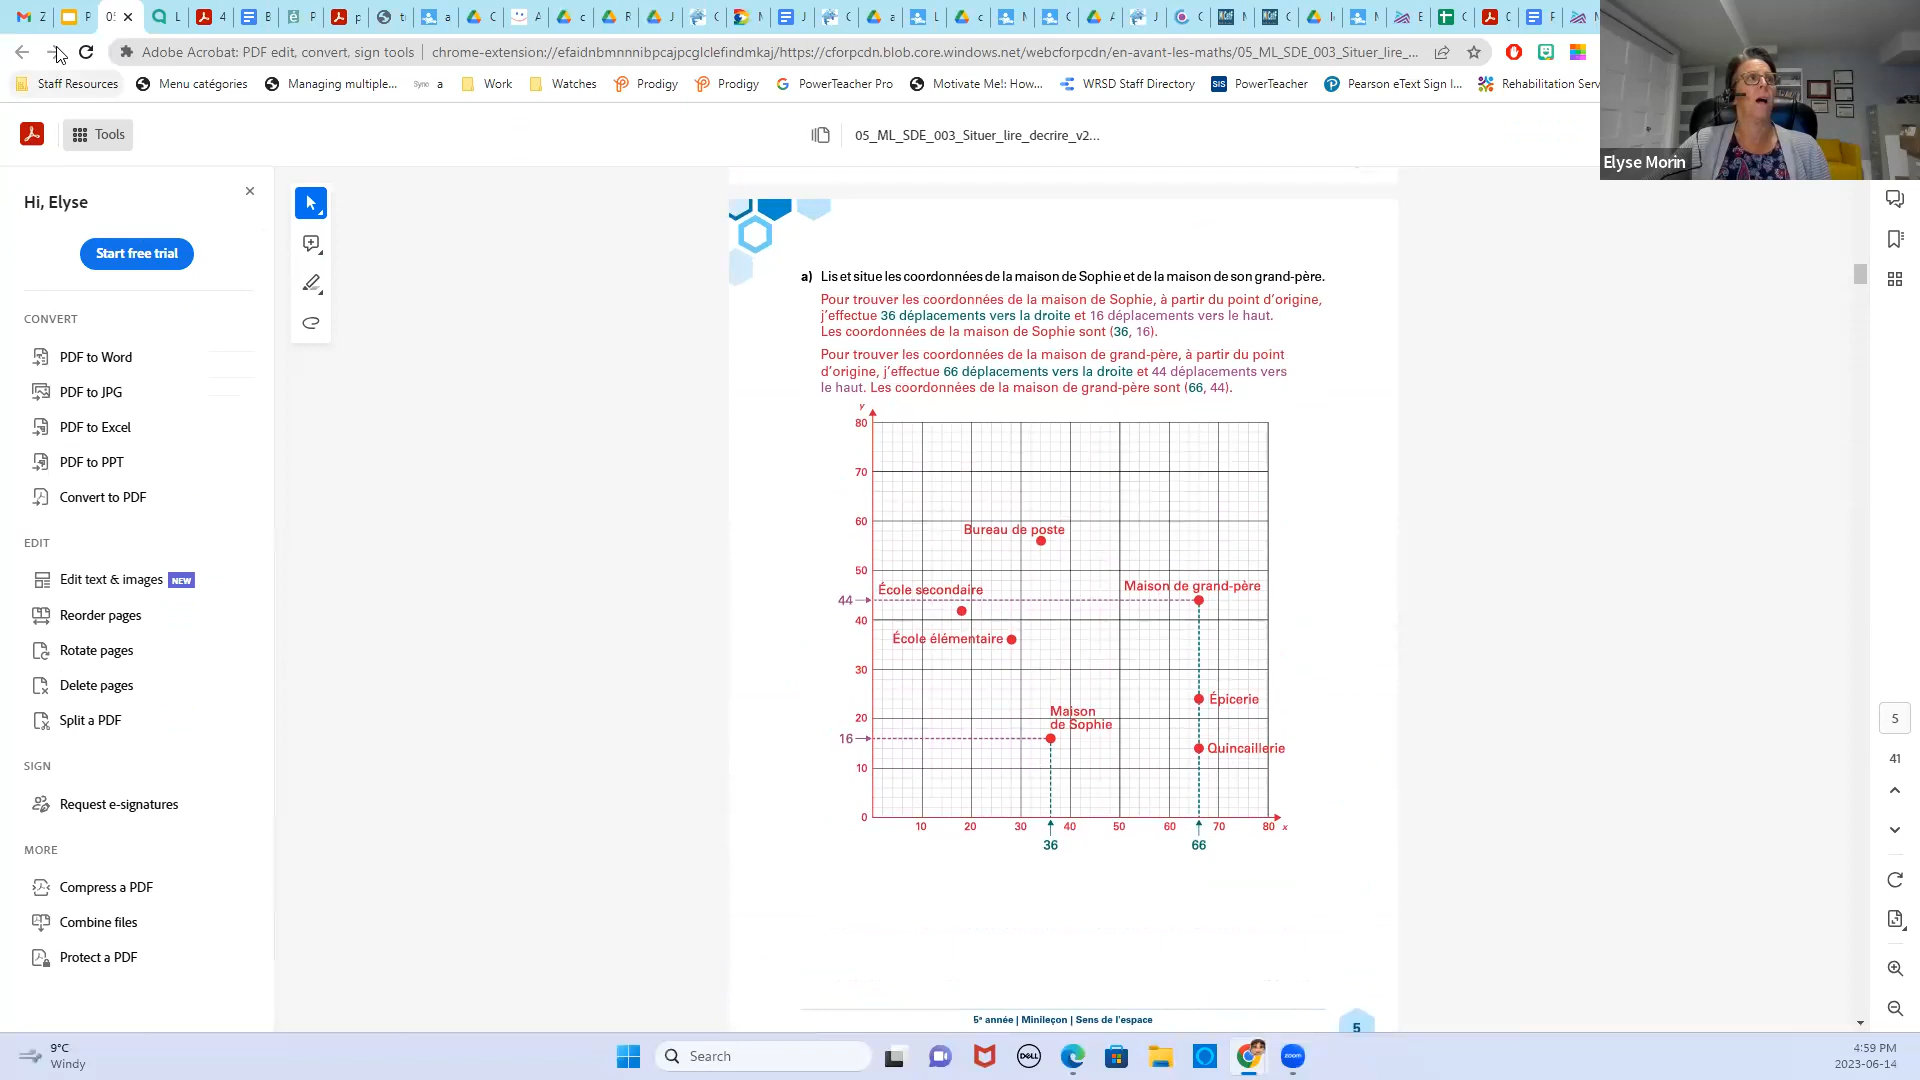 Z
P
05
L
4
B
P
p
t
a
C
A
c
R
J
C
M
J
C
a
L
c
M
C
A
J
C
M
C
M
E
C
C
F
Adobe Acrobat: PDF edit, convert, sign tools | chrome-extension://efaidnbmnnnibpcajpcglclefindmkaj/https://cforpcdn.blob.core.windows.net/webcforpcdn/en-avant-les-maths/05_ML_SDE_003_Situer_lire_...
Staff Resources
Menu catégories
Managing multiple...
Sync
a
Work
Watches
Prodigy
Prodigy
PowerTeacher Pro
Motivate Me!: How...
WRSD Staff Directory
SIS PowerTeacher
Pearson eText Sign I...
Rehabilitation Serv
Elyse Morin
Tools
05_ML_SDE_003_Situer_lire_decrire_v2...
Hi, Elyse
Start free trial
CONVERT
PDF to Word
PDF to JPG
PDF to Excel
PDF to PPT
Convert to PDF
EDIT
Edit text & images NEW
Reorder pages
Rotate pages
Delete pages
Split a PDF
SIGN
Request e-signatures
MORE
Compress a PDF
Combine files
Protect a PDF
a) Lis et situe les coordonnées de la maison de Sophie et de la maison de son grand-père.
Pour trouver les coordonnées de la maison de Sophie, à partir du point d’origine,
j’effectue 36 déplacements vers la droite et 16 déplacements vers le haut.
Les coordonnées de la maison de Sophie sont (36, 16).
Pour trouver les coordonnées de la maison de grand-père, à partir du point
d’origine, j’effectue 66 déplacements vers la droite et 44 déplacements vers
le haut. Les coordonnées de la maison de grand-père sont (66, 44).
y
80
70
60
Bureau de poste
50
Maison de grand-père
École secondaire
44
40
École élémentaire
30
Épicerie
Maison
de Sophie
20
16
Quincaillerie
10
0
10 20 30 40 50 60 70 80 x
36 66
5e année | Minileçon | Sens de l’espace
5
5
41
9°C
Windy
Search
DELL
zoom
4:59 PM
2023-06-14